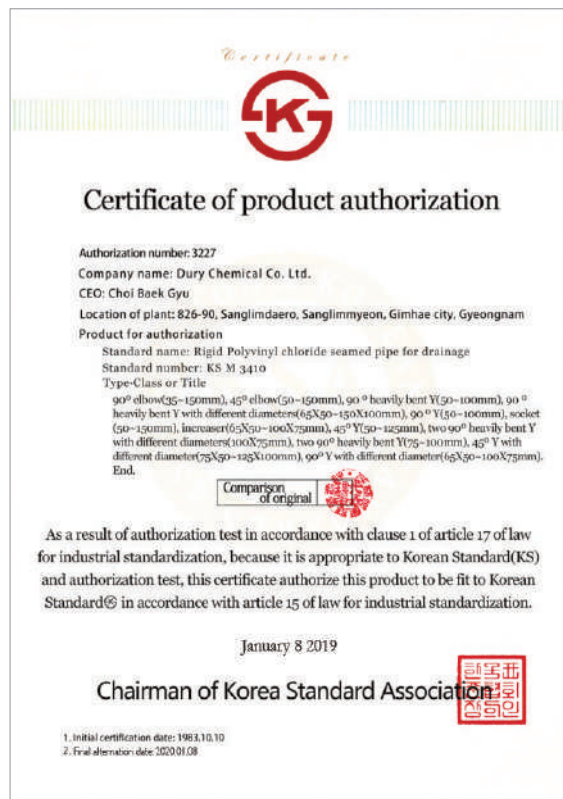 Certificate
K
Certificate of product authorization
Authorization number: 3227
Company name: Dury Chemical Co. Ltd.
CEO: Choi Baek Gyu
Location of plant: 826-90, Sanglimdaero, Sanglimmyeon, Gimhae city, Gyeongnam
Product for authorization
Standard name: Rigid Polyvinyl chloride seamed pipe for drainage
Standard number: KS M 3410
Type-Class or Title
90º elbow(35~150mm), 45º elbow(50~150mm), 90 º heavily bent Y(50~100mm), 90 º
heavily bent Y with different diameters(65X50~150X100mm), 90º Y(50~100mm), socket
(50~150mm), increaser(65X50~100X75mm), 45º Y(50~125mm), two 90º heavily bent Y
with different diameters(100X75mm), two 90º heavily bent Y(75~100mm), 45º Y with
different diameter(75X50~125X100mm), 90º Y with different diameter(65X50~100X75mm).
End.
Comparison
of original
As a result of authorization test in accordance with clause 1 of article 17 of law
for industrial standardization, because it is appropriate to Korean Standard(KS)
and authorization test, this certificate authorize this product to be fit to Korean
Standard㉿ in accordance with article 15 of law for industrial standardization.
January 8 2019
Chairman of Korea Standard Association
1. Initial certification date: 1983.10.10
2. Final alternation date: 2020.01.08